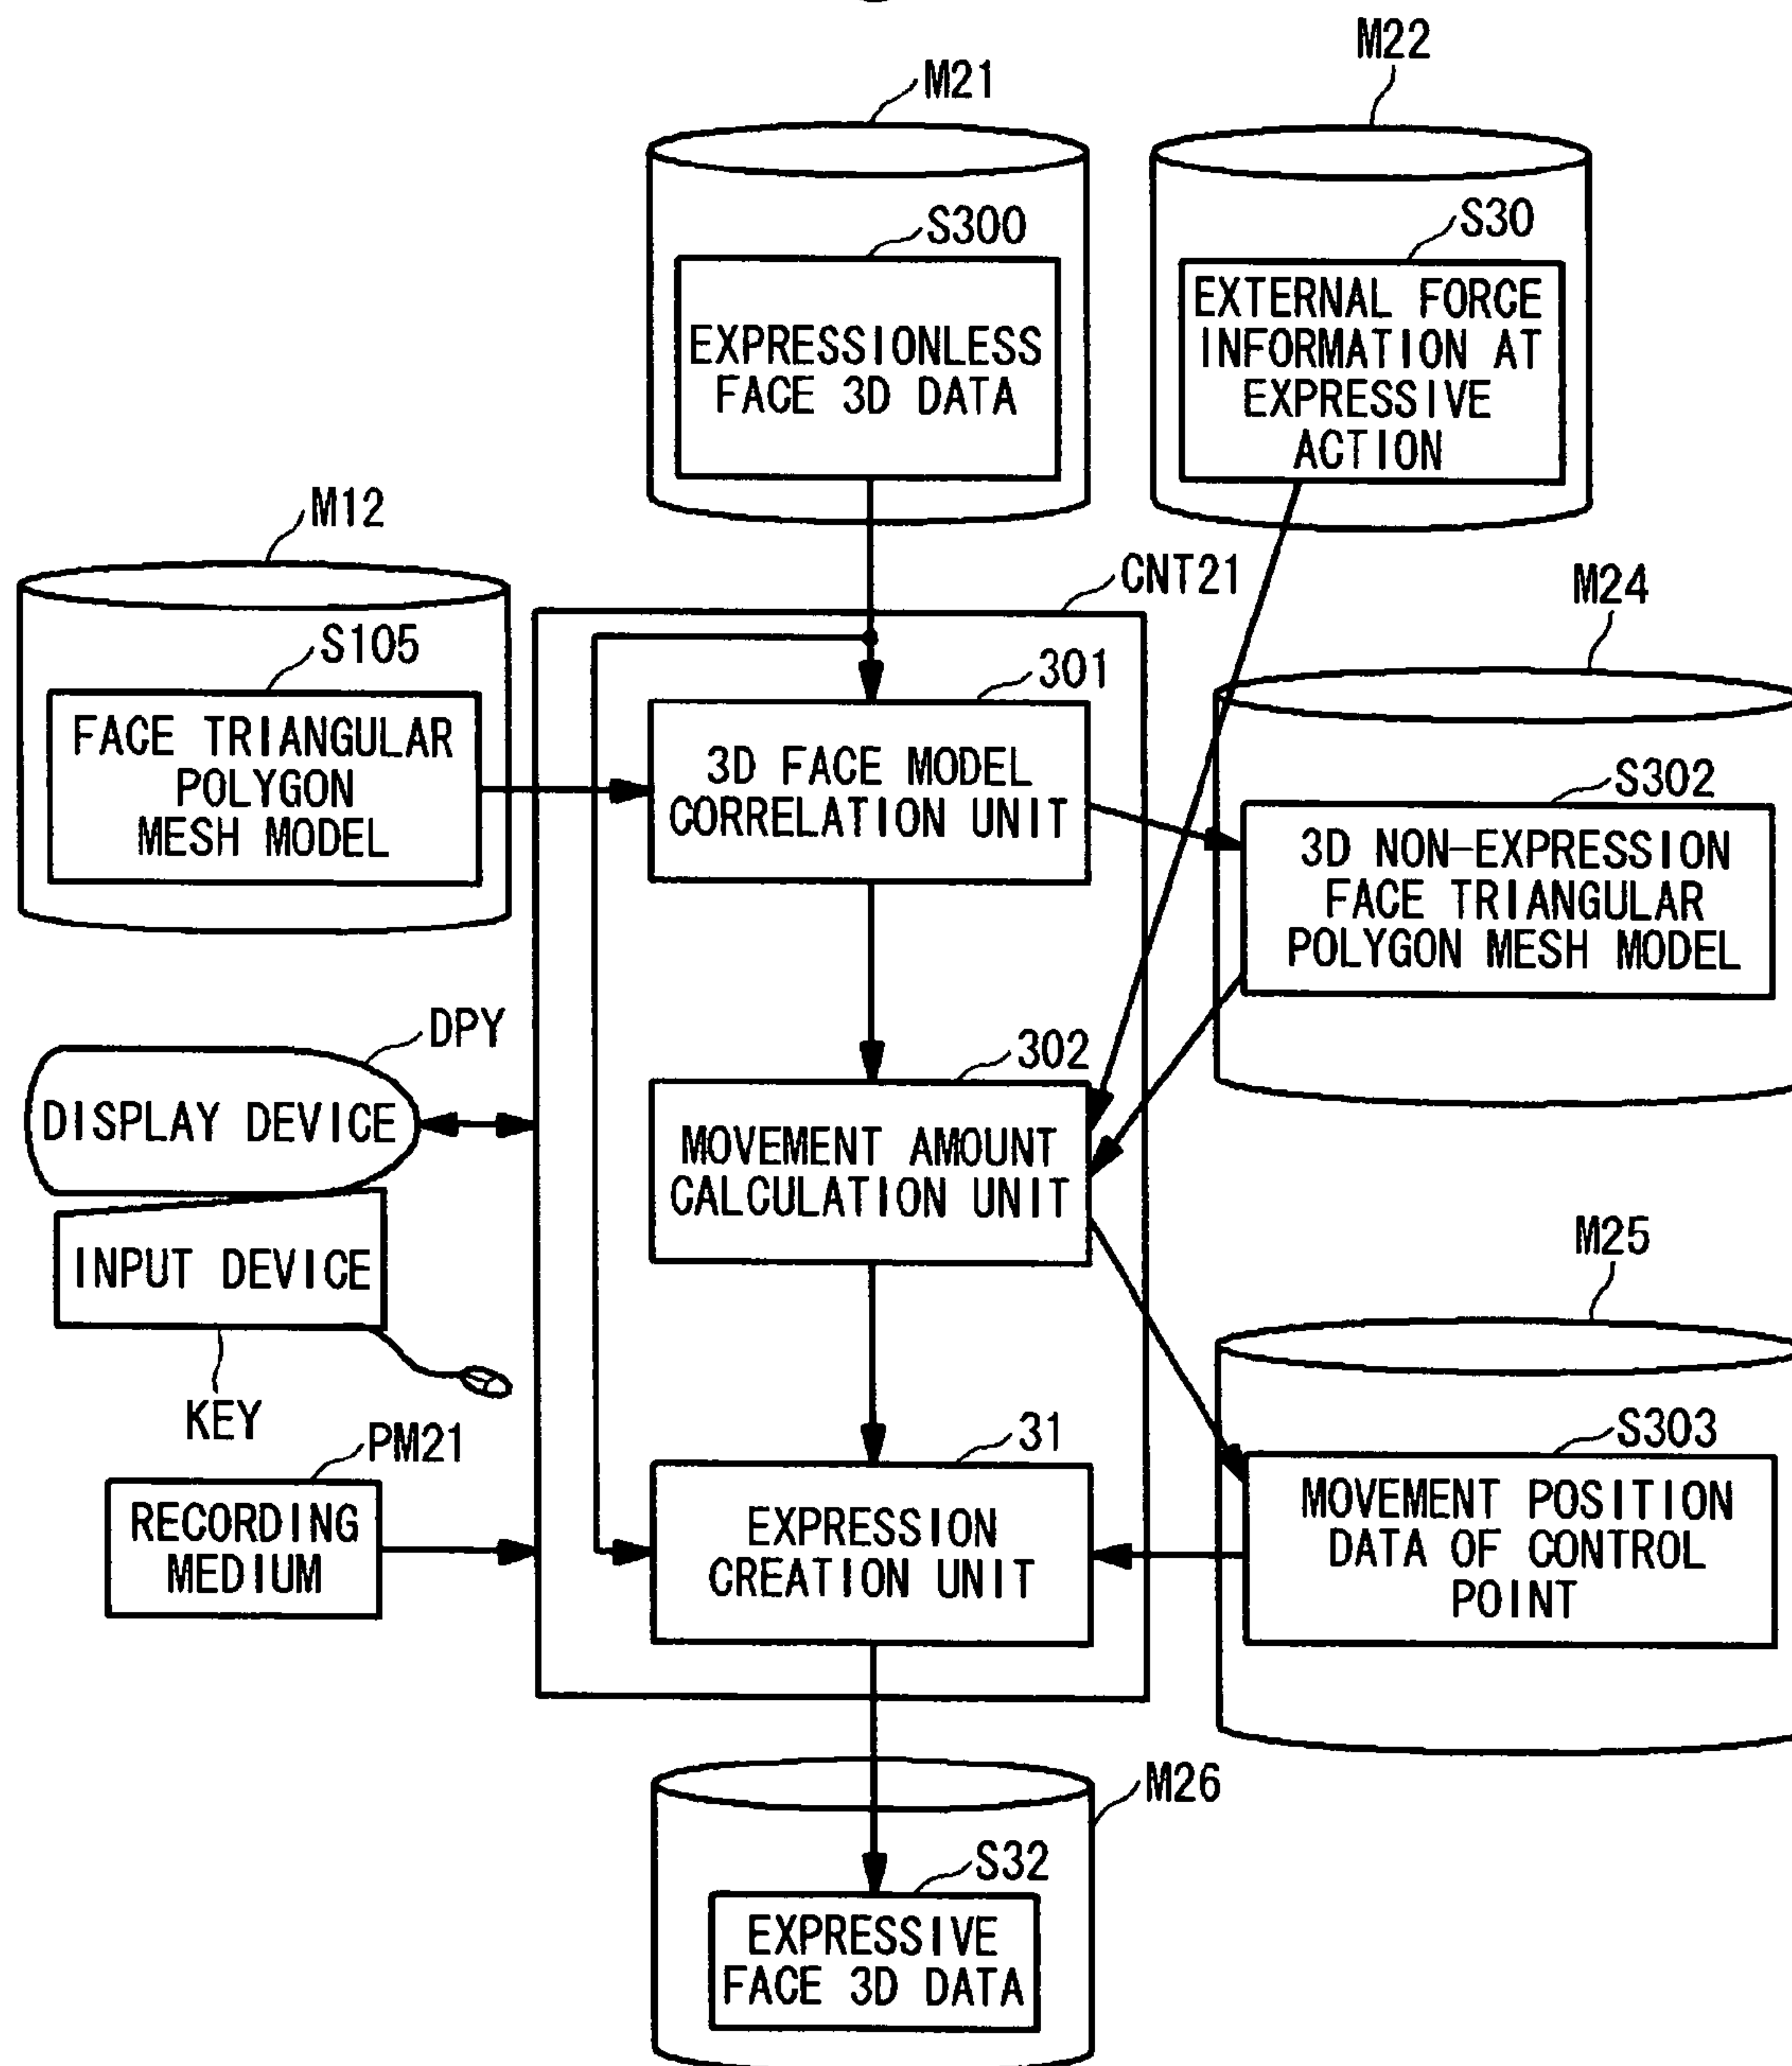 M21
M22
S300
S30
EXPRESSIONLESS
FACE 3D DATA
EXTERNAL FORCE
INFORMATION AT
EXPRESSIVE
ACTION
M12
CNT21
M24
S105
FACE TRIANGULAR
POLYGON
MESH MODEL
301
3D FACE MODEL
CORRELATION UNIT
S302
3D NON-EXPRESSION
FACE TRIANGULAR
POLYGON MESH MODEL
DPY
DISPLAY DEVICE
302
MOVEMENT AMOUNT
CALCULATION UNIT
INPUT DEVICE
KEY
M25
PM21
RECORDING
MEDIUM
31
EXPRESSION
CREATION UNIT
S303
MOVEMENT POSITION
DATA OF CONTROL
POINT
M26
S32
EXPRESSIVE
FACE 3D DATA